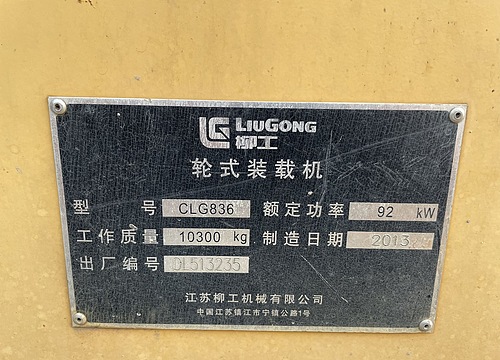 LIUGONG
柳工
轮式装载机
型 号 CLG836 额定功率 92 kW
工作质量 10300 kg 制造日期 2013
出厂编号 DL513235
江苏柳工机械有限公司
中国江苏镇江市宁镇公路1号